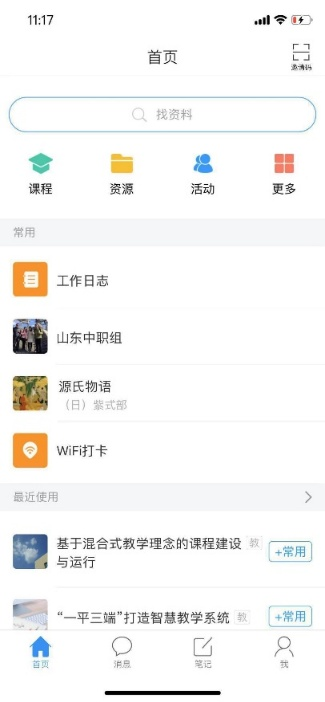 11:17
首页
邀请码
找资料
课程
资源
活动
更多
常用
工作日志
山东中职组
源氏物语
（日）紫式部
WiFi打卡
最近使用
基于混合式教学理念的课程建设 教
与运行
+常用
“一平三端”打造智慧教学系统 教
+常用
首页
消息
笔记
我